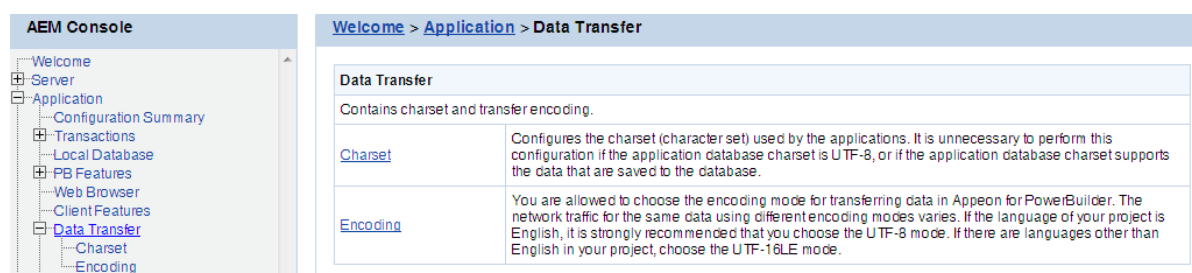 AEM Console
Welcome
Server
Application
Configuration Summary
Transactions
Local Database
PB Features
Web Browser
Client Features
Data Transfer
Charset
Encoding
Welcome > Application > Data Transfer
Data Transfer
Contains charset and transfer encoding.
Charset
Configures the charset (character set) used by the applications. It is unnecessary to perform this
configuration if the application database charset is UTF-8, or if the application database charset supports
the data that are saved to the database.
Encoding
You are allowed to choose the encoding mode for transferring data in Appeon for PowerBuilder. The
network traffic for the same data using different encoding modes varies. If the language of your project is
English, it is strongly recommended that you choose the UTF-8 mode. If there are languages other than
English in your project, choose the UTF-16LE mode.